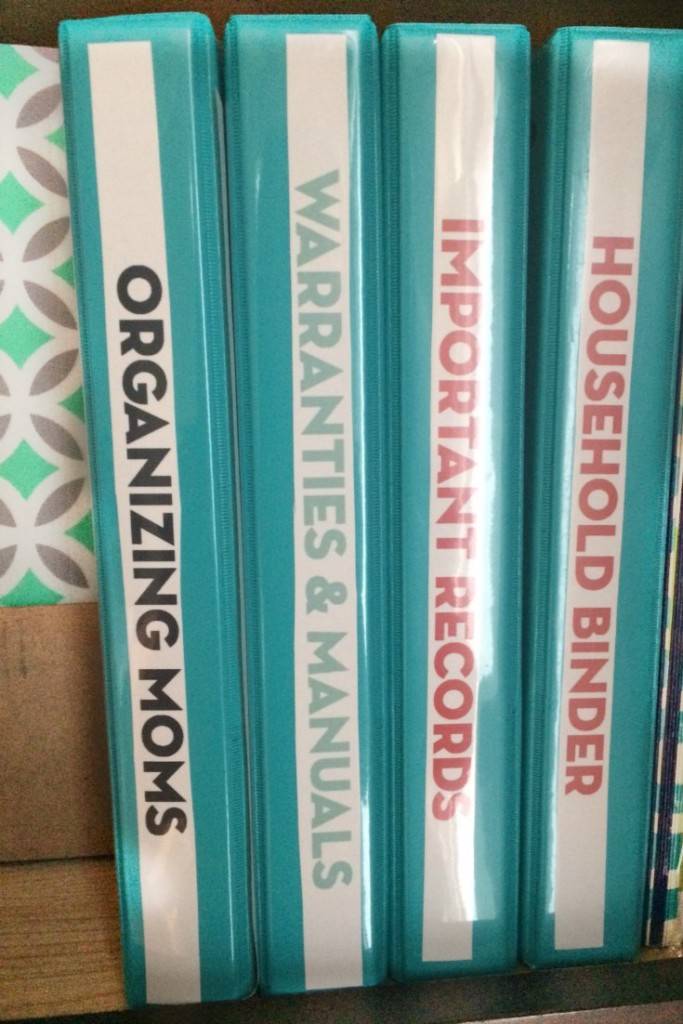 ORGANIZING MOMS
WARRANTIES & MANUALS
IMPORTANT RECORDS
HOUSEHOLD BINDER